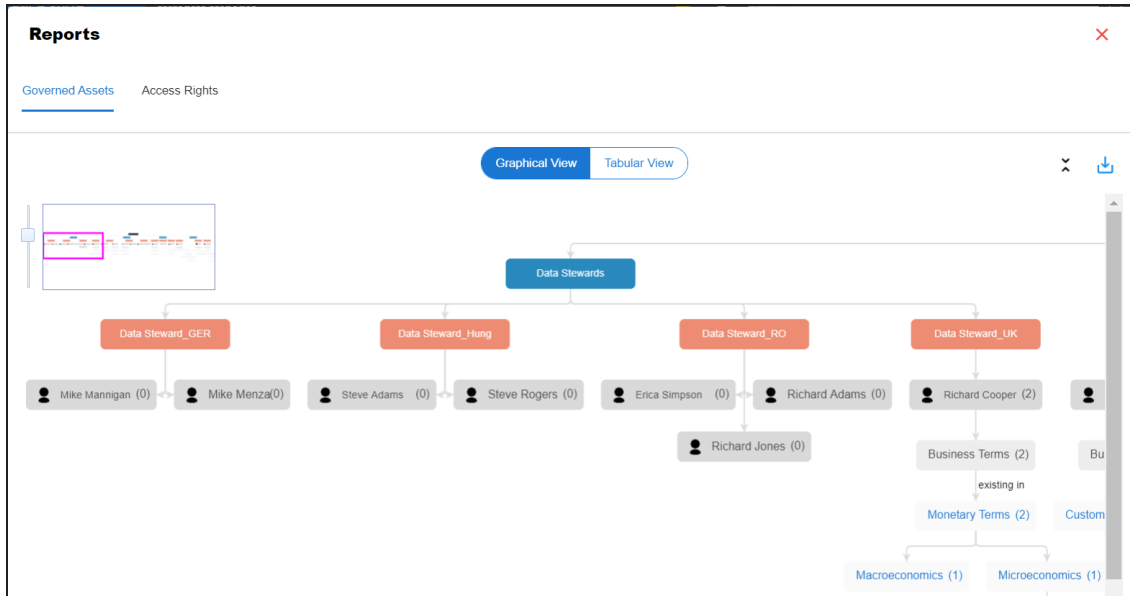 Reports
Governed Assets
Access Rights
Graphical View
Tabular View
Data Stewards
Data Steward_GER
Data Steward_Hung
Data Steward_RO
Data Steward_UK
Mike Mannigan (0)
Mike Menza(0)
Steve Adams (0)
Steve Rogers (0)
Erica Simpson (0)
Richard Adams (0)
Richard Cooper (2)
Richard Jones (0)
Business Terms (2)
Bu
existing in
Monetary Terms (2)
Custom
Macroeconomics (1)
Microeconomics (1)